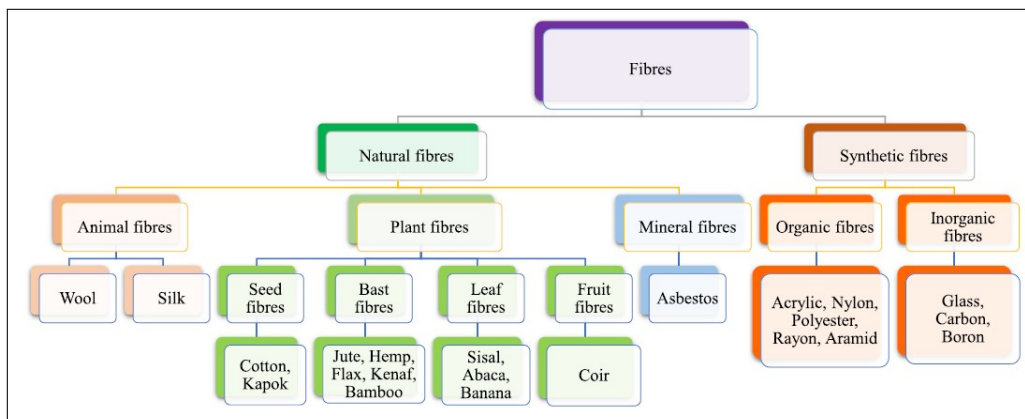 Fibres
Natural fibres
Synthetic fibres
Animal fibres
Plant fibres
Mineral fibres
Organic fibres
Inorganic
fibres
Wool
Silk
Seed
fibres
Bast
fibres
Leaf
fibres
Fruit
fibres
Asbestos
Acrylic, Nylon,
Polyester,
Rayon, Aramid
Glass,
Carbon,
Boron
Cotton,
Kapok
Jute, Hemp,
Flax, Kenaf,
Bamboo
Sisal,
Abaca,
Banana
Coir